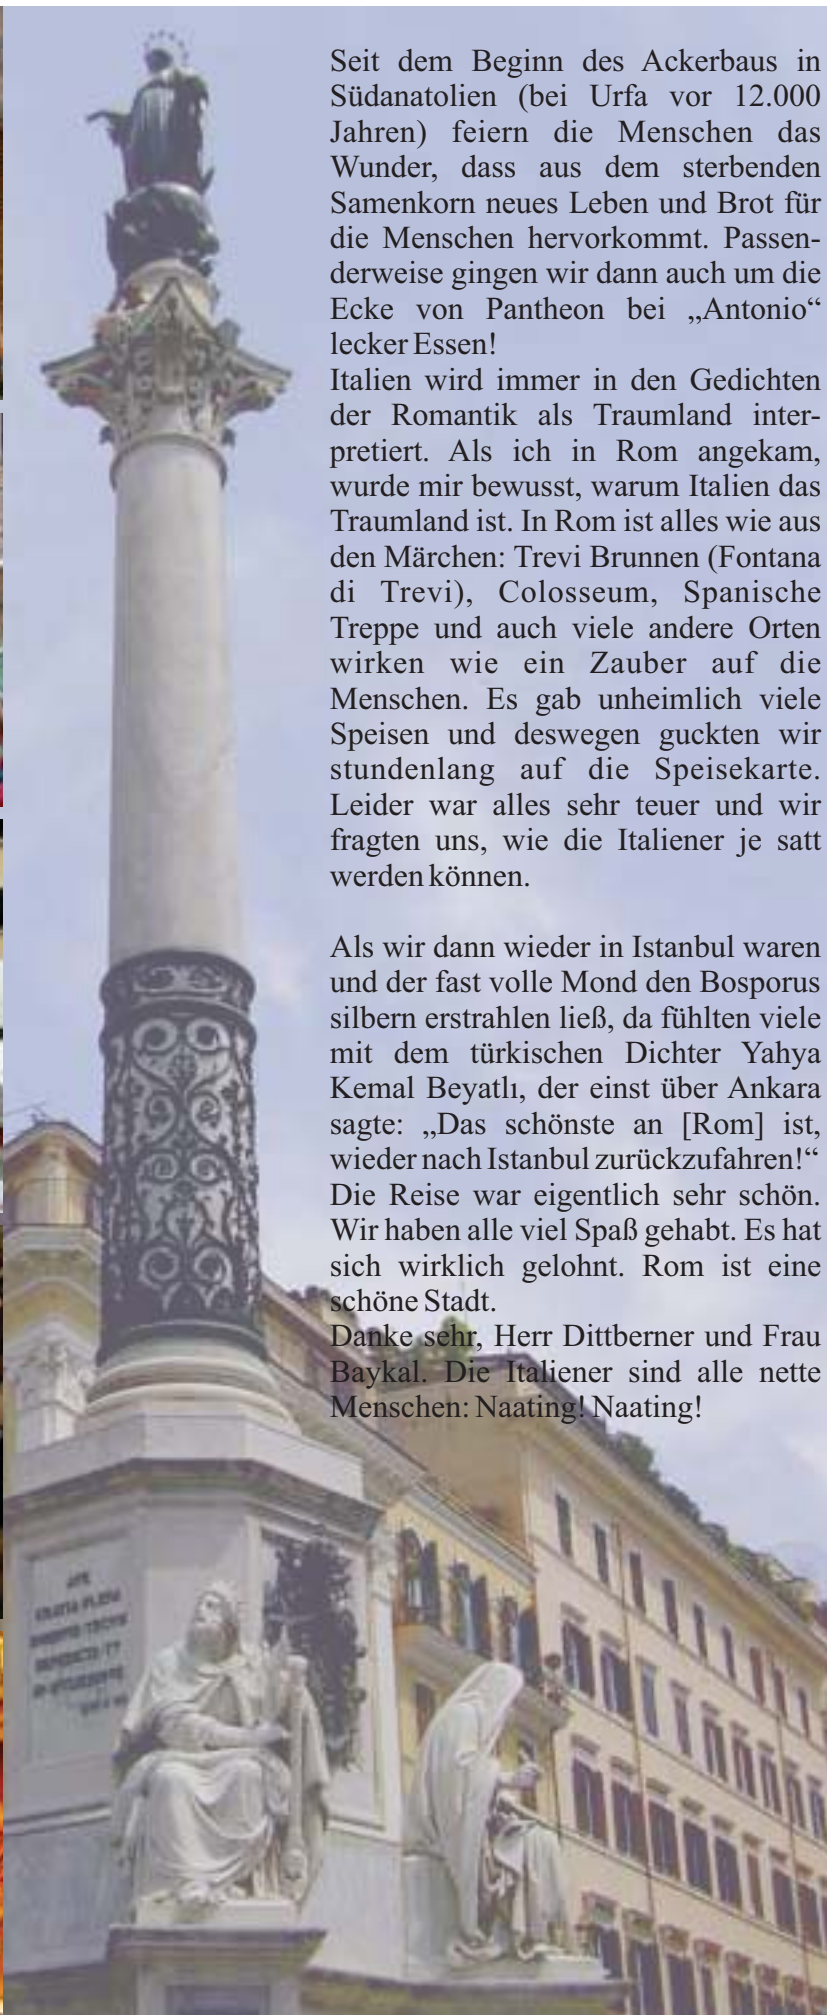 Seit dem Beginn des Ackerbaus in
Südanatolien (bei Urfa vor 12.000
Jahren) feiern die Menschen das
Wunder, dass aus dem sterbenden
Samenkorn neues Leben und Brot für
die Menschen hervorkommt. Passen-
derweise gingen wir dann auch um die
Ecke von Pantheon bei „Antonio“
lecker Essen!
Italien wird immer in den Gedichten
der Romantik als Traumland inter-
pretiert. Als ich in Rom angekam,
wurde mir bewusst, warum Italien das
Traumland ist. In Rom ist alles wie aus
den Märchen: Trevi Brunnen (Fontana
di Trevi), Colosseum, Spanische
Treppe und auch viele andere Orten
wirken wie ein Zauber auf die
Menschen. Es gab unheimlich viele
Speisen und deswegen guckten wir
stundenlang auf die Speisekarte.
Leider war alles sehr teuer und wir
fragten uns, wie die Italiener je satt
werden können.
Als wir dann wieder in Istanbul waren
und der fast volle Mond den Bosporus
silbern erstrahlen ließ, da fühlten viele
mit dem türkischen Dichter Yahya
Kemal Beyatlı, der einst über Ankara
sagte: „Das schönste an [Rom] ist,
wieder nach Istanbul zurückzufahren!“
Die Reise war eigentlich sehr schön.
Wir haben alle viel Spaß gehabt. Es hat
sich wirklich gelohnt. Rom ist eine
schöne Stadt.
Danke sehr, Herr Dittberner und Frau
Baykal. Die Italiener sind alle nette
Menschen: Naating! Naating!